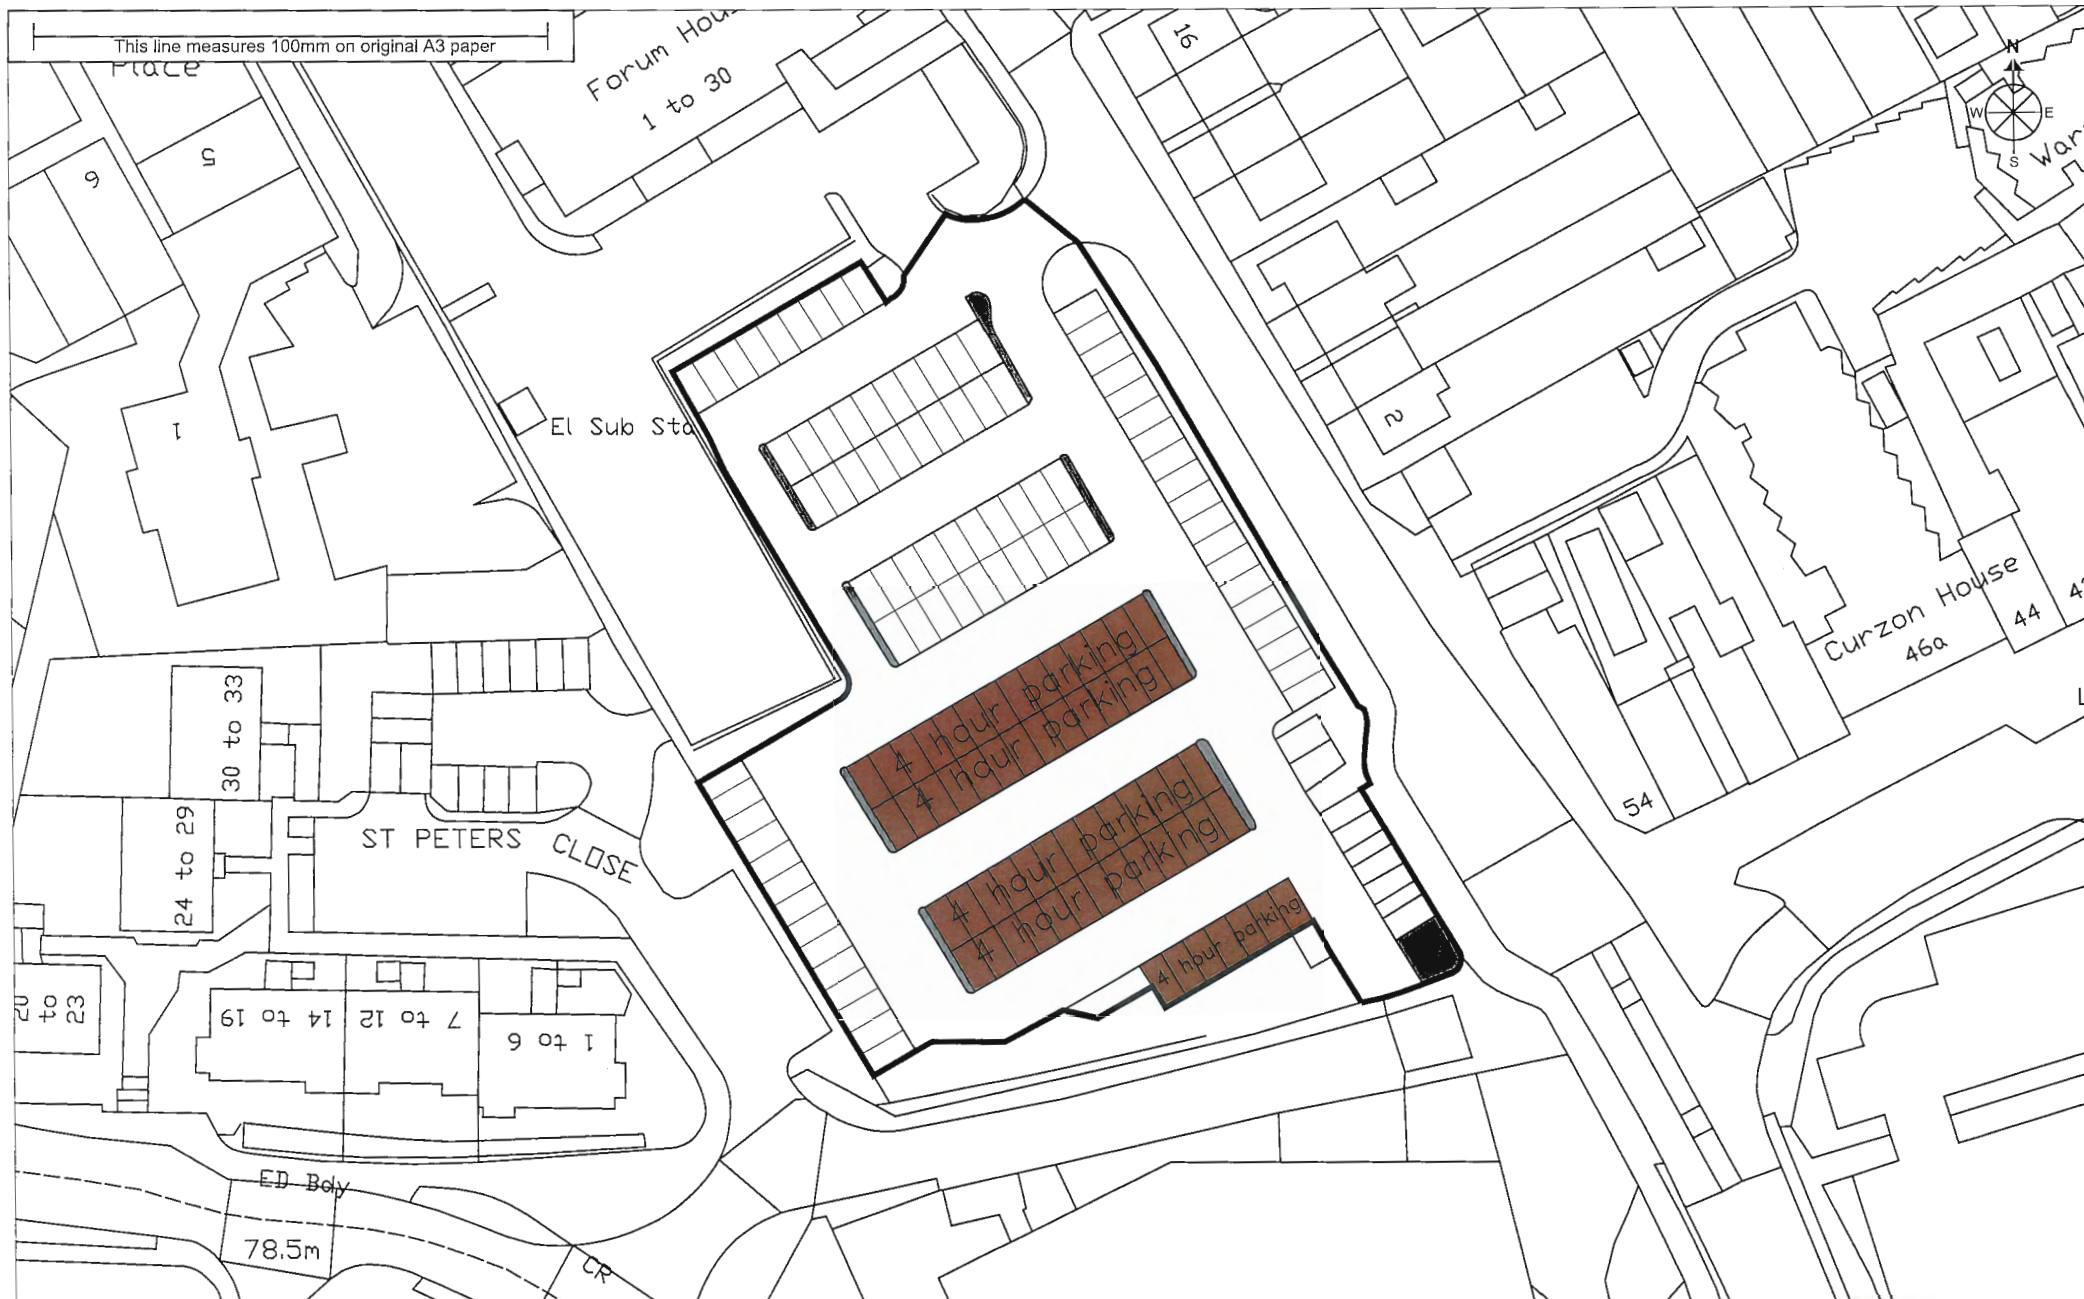 This line measures 100mm on original A3 paper
Place
Forum Hou
1 to 30
16
N
W
E
S
War
5
6
1
El Sub Sta
2
Curzon House
46a
44
54
30 to 33
24 to 29
ST PETERS CLOSE
4 hour parking
4 hour parking
4 hour parking
4 hour parking
4 hour parking
to
23
14 to 19
7 to 12
1 to 6
ED Bdy
78.5m
CR